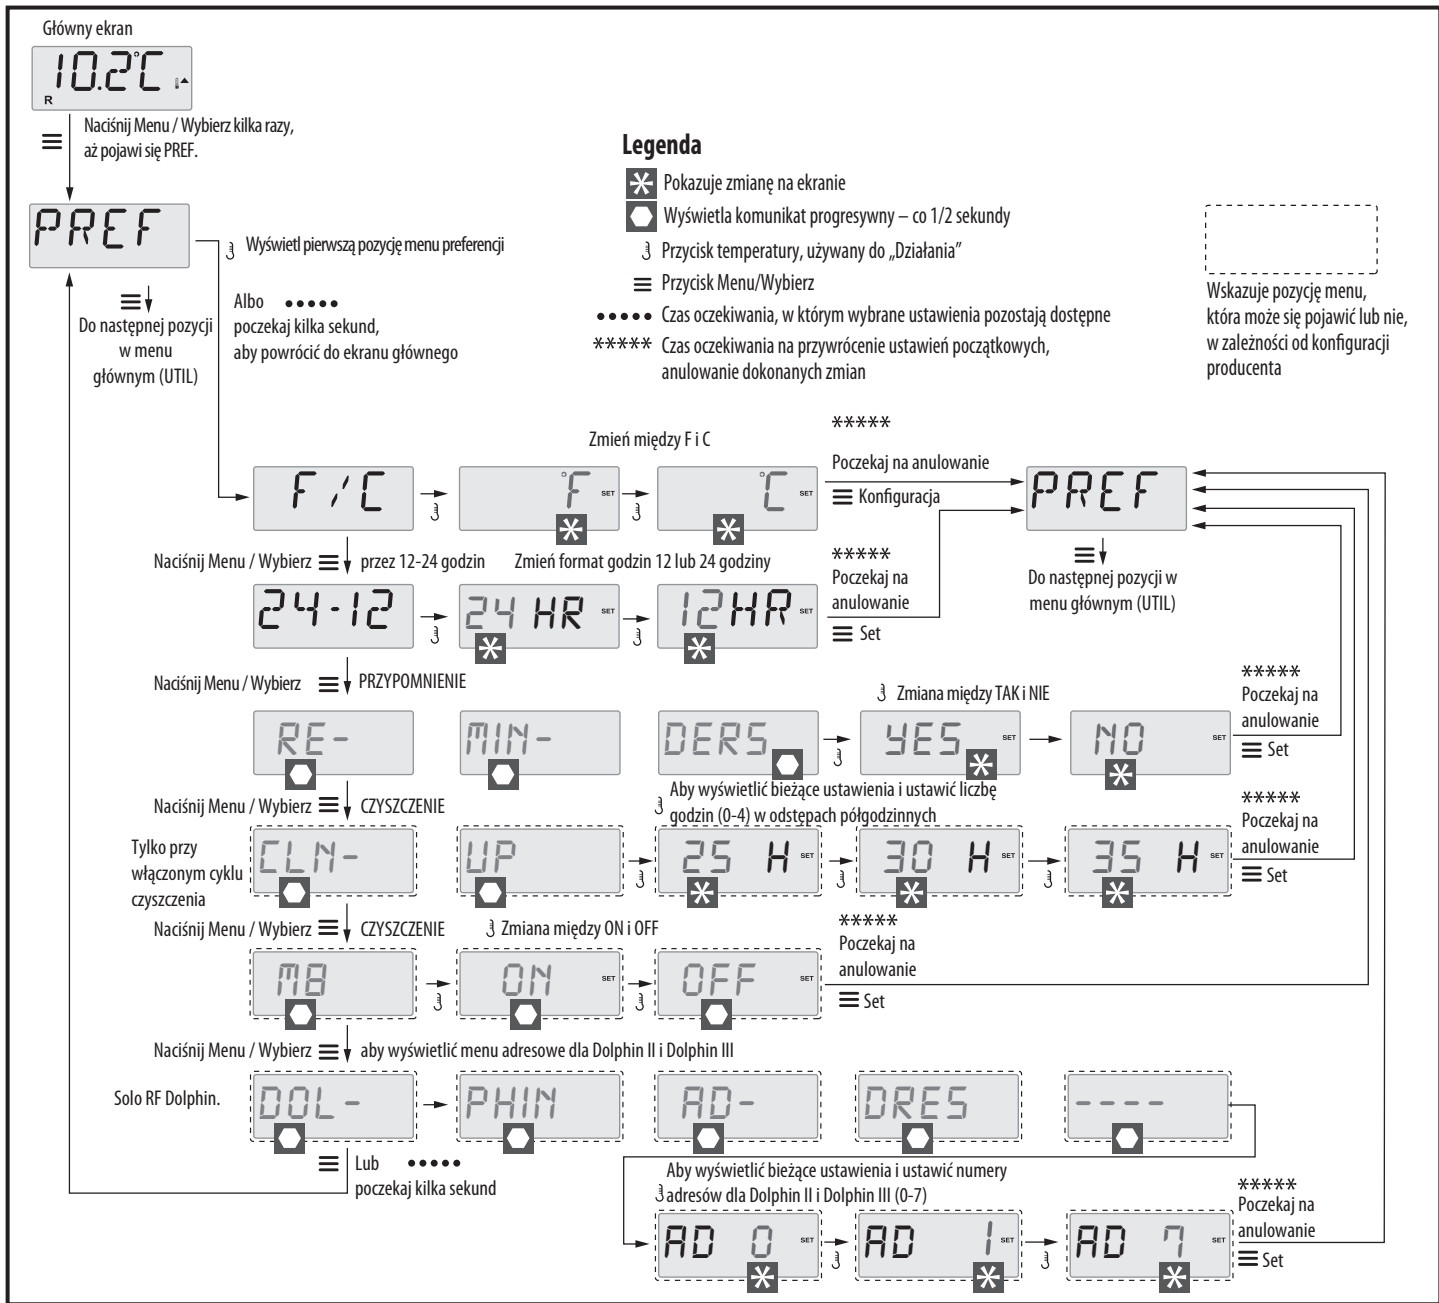 Główny ekran
10.2°C
R
Naciśnij Menu / Wybierz kilka razy,
aż pojawi się PREF.
Legenda
Pokazuje zmianę na ekranie
Wyświetla komunikat progresywny – co 1/2 sekundy
Przycisk temperatury, używany do „Działania”
Przycisk Menu/Wybierz
••••• Czas oczekiwania, w którym wybrane ustawienia pozostają dostępne
***** Czas oczekiwania na przywrócenie ustawień początkowych,
anulowanie dokonanych zmian
Wskazuje pozycję menu,
która może się pojawić lub nie,
w zależności od konfiguracji
producenta
PREF
Wyświetl pierwszą pozycję menu preferencji
Do następnej pozycji
w menu
głównym (UTIL)
Albo •••••
poczekaj kilka sekund,
aby powrócić do ekranu głównego
Zmień między F i C
F/C
°F SET
°C SET
*****
Poczekaj na anulowanie
Konfiguracja
PREF
Do następnej pozycji w
menu głównym (UTIL)
Naciśnij Menu / Wybierz przez 12-24 godzin
Zmień format godzin 12 lub 24 godziny
24-12
24 HR SET
12 HR SET
*****
Poczekaj na
anulowanie
Set
Naciśnij Menu / Wybierz PRZYPOMNIENIE
Zmiana między TAK i NIE
RE-
MIN-
DERS
YES SET
NO SET
*****
Poczekaj na
anulowanie
Set
Naciśnij Menu / Wybierz CZYSZCZENIE
Aby wyświetlić bieżące ustawienia i ustawić liczbę
godzin (0-4) w odstępach półgodzinnych
Tylko przy
włączonym cyklu
czyszczenia
CLN-
UP
25 H SET
30 H SET
35 H SET
*****
Poczekaj na
anulowanie
Set
Naciśnij Menu / Wybierz CZYSZCZENIE
Zmiana między ON i OFF
M8
ON SET
OFF SET
*****
Poczekaj na
anulowanie
Set
Naciśnij Menu / Wybierz aby wyświetlić menu adresowe dla Dolphin II i Dolphin III
Solo RF Dolphin.
DOL-
PHIN
AD-
DRES
----
Lub •••••
poczekaj kilka sekund
Aby wyświetlić bieżące ustawienia i ustawić numery
adresów dla Dolphin II i Dolphin III (0-7)
AD 0 SET
AD 1 SET
AD 7 SET
*****
Poczekaj na
anulowanie
Set